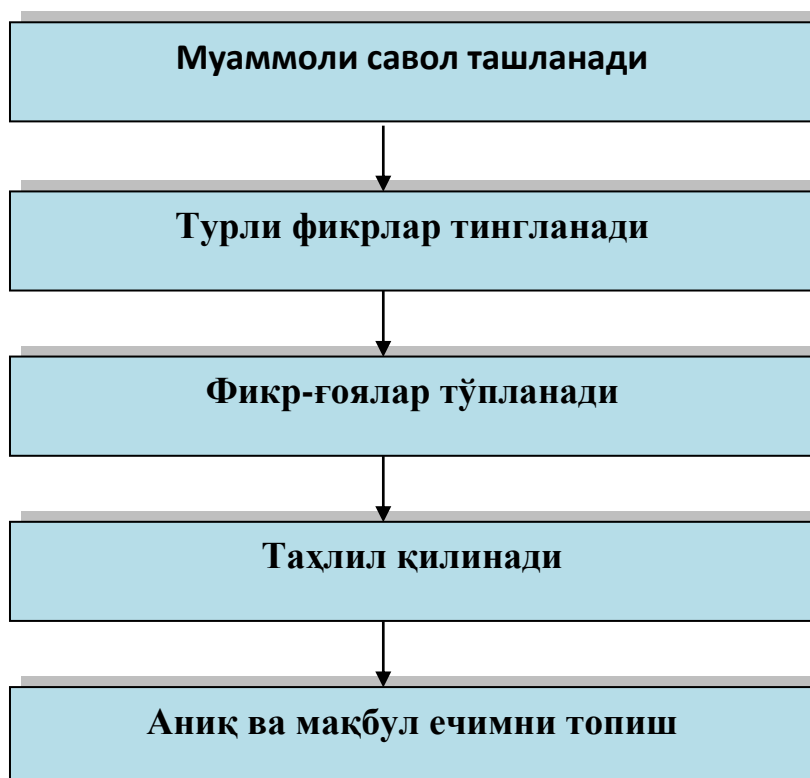 Муаммоли савол ташланади
Турли фикрлар тингланади
Фикр-ғоялар тўпланади
Таҳлил қилинади
Аниқ ва мақбул ечимни топиш